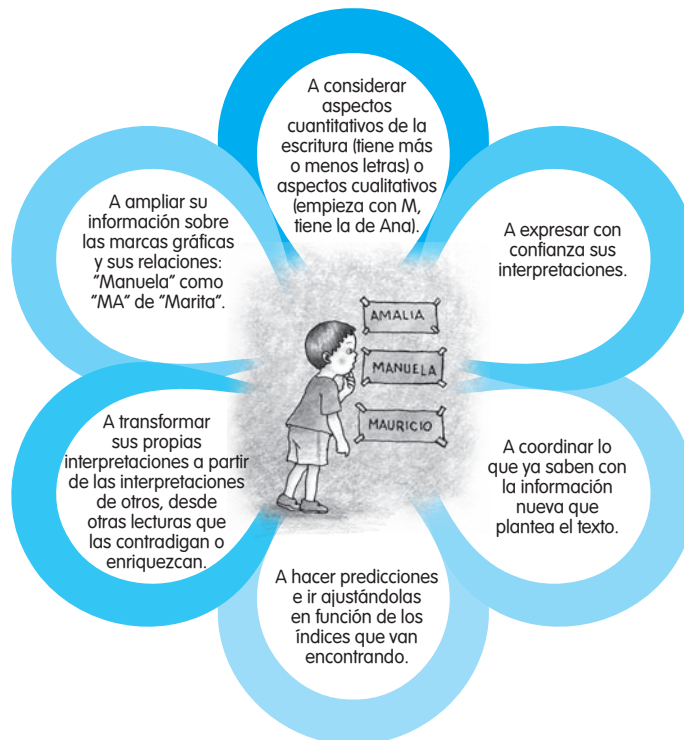 A considerar
aspectos
cuantitativos de la
escritura (tiene más
o menos letras) o
aspectos cualitativos
(empieza con M,
tiene la de Ana).
A expresar con
confianza sus
interpretaciones.
A coordinar lo
que ya saben con
la información
nueva que
plantea el texto.
A hacer predicciones
e ir ajustándolas
en función de los
índices que van
encontrando.
A transformar
sus propias
interpretaciones a partir
de las interpretaciones
de otros, desde
otras lecturas que
las contradigan o
enriquezcan.
A ampliar su
información sobre
las marcas gráficas
y sus relaciones:
"Manuela" como
"MA" de "Marita".
AMALIA
MANUELA
MAURICIO